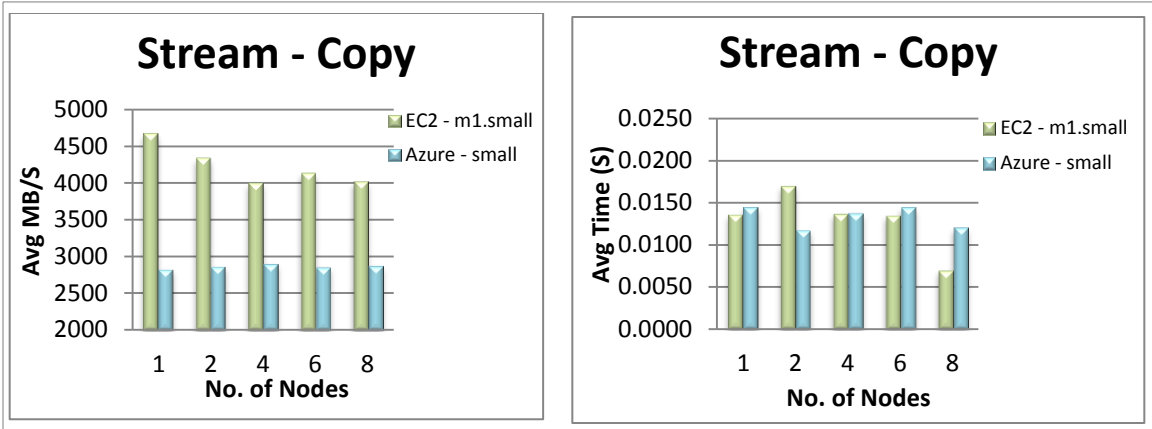 Stream - Copy
5000
4500
4000
3500
3000
2500
2000
Avg MB/S
EC2 - m1.small
Azure - small
1 2 4 6 8
No. of Nodes
Stream - Copy
0.0250
0.0200
0.0150
0.0100
0.0050
0.0000
Avg Time (S)
EC2 - m1.small
Azure - small
1 2 4 6 8
No. of Nodes